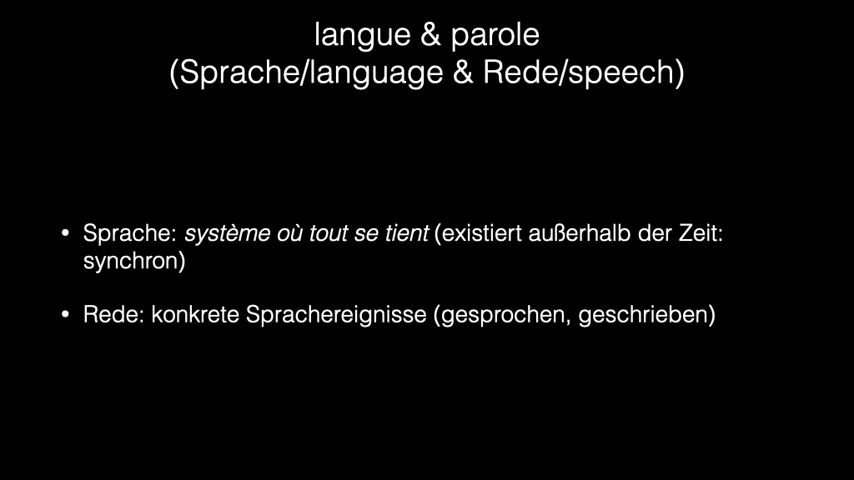 langue & parole
(Sprache/language & Rede/speech)
• Sprache: système où tout se tient (existiert außerhalb der Zeit:
synchron)
• Rede: konkrete Sprachereignisse (gesprochen, geschrieben)